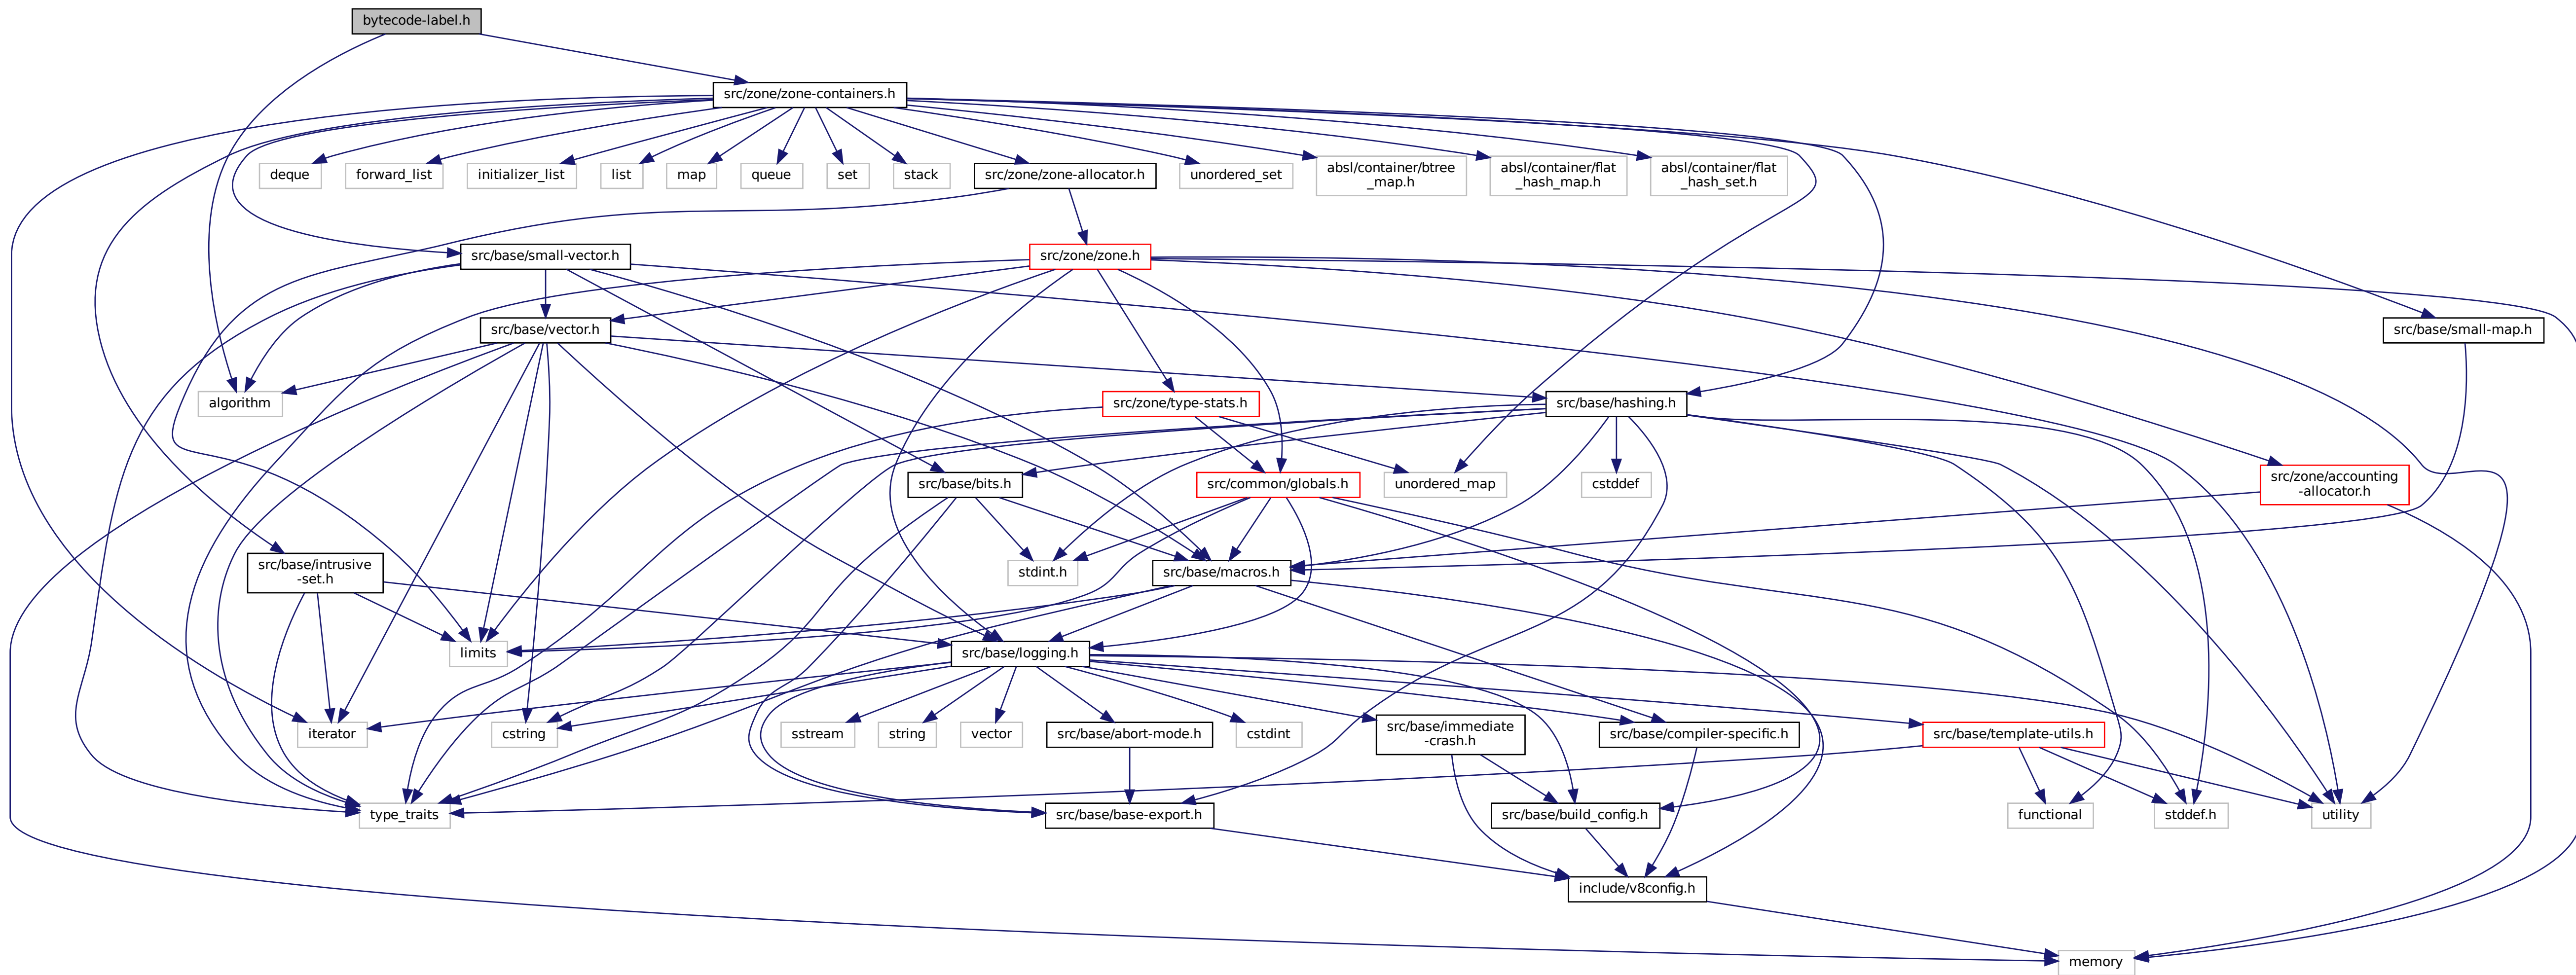 bytecode-label.h
src/zone/zone-containers.h
deque
forward_list
initializer_list
list
map
queue
set
stack
src/zone/zone-allocator.h
unordered_set
absl/container/btree
_map.h
absl/container/flat
_hash_map.h
absl/container/flat
_hash_set.h
src/base/small-vector.h
src/zone/zone.h
src/base/vector.h
src/base/small-map.h
algorithm
src/zone/type-stats.h
src/base/hashing.h
src/base/bits.h
src/common/globals.h
unordered_map
cstddef
src/zone/accounting
-allocator.h
src/base/intrusive
-set.h
stdint.h
src/base/macros.h
limits
src/base/logging.h
iterator
cstring
sstream
string
vector
src/base/abort-mode.h
cstdint
src/base/immediate
-crash.h
src/base/compiler-specific.h
src/base/template-utils.h
type_traits
src/base/base-export.h
src/base/build_config.h
functional
stddef.h
utility
include/v8config.h
memory